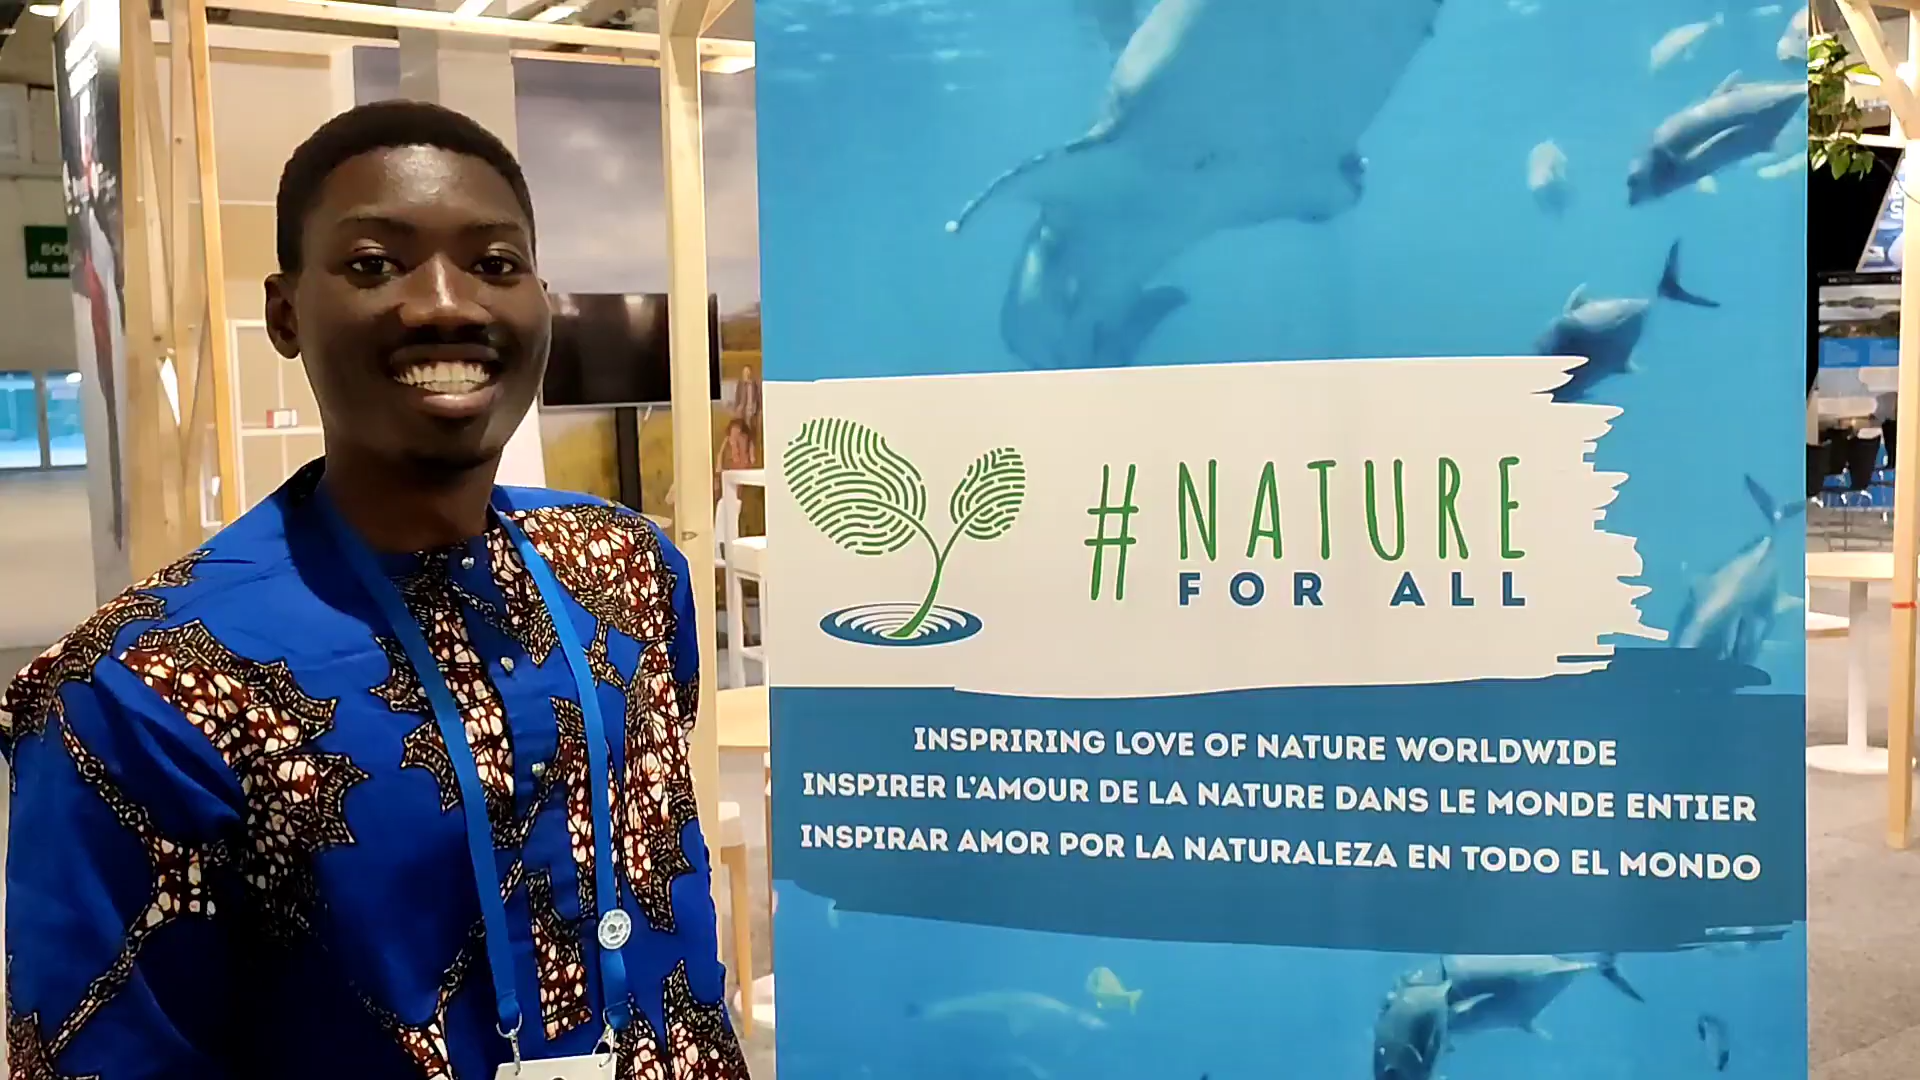 #NATURE
FOR ALL
INSPRIRING LOVE OF NATURE WORLDWIDE
INSPIRER L'AMOUR DE LA NATURE DANS LE MONDE ENTIER
INSPIRAR AMOR POR LA NATURALEZA EN TODO EL MONDO